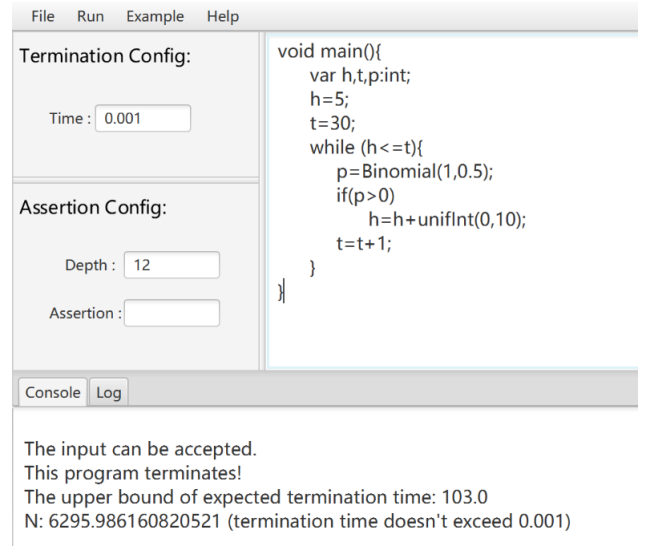 File Run Example Help
Termination Config:
Time : 0.001
Assertion Config:
Depth : 12
Assertion :
void main(){
var h,t,p:int;
h=5;
t=30;
while (h<=t){
p=Binomial(1,0.5);
if(p>0)
h=h+unifInt(0,10);
t=t+1;
}
}
Console Log
The input can be accepted.
This program terminates!
The upper bound of expected termination time: 103.0
N: 6295.986160820521 (termination time doesn't exceed 0.001)